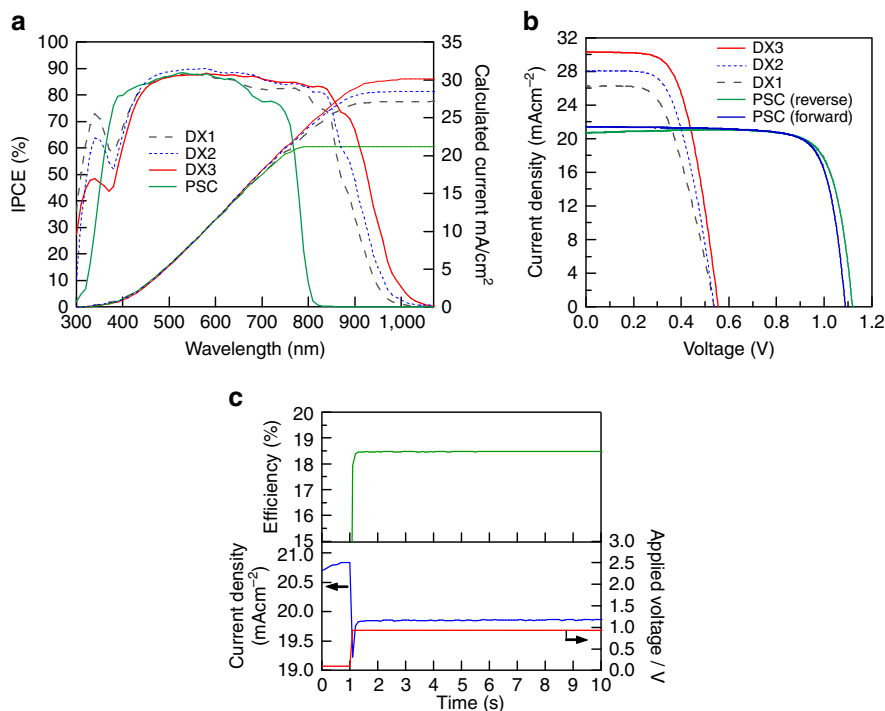 a
100
90
80
70
60
50
40
30
20
10
0
IPCE (%)
35
30
25
20
15
10
5
0
Calculated current mA/cm²
DX1
DX2
DX3
PSC
300 400 500 600 700 800 900 1,000
Wavelength (nm)
b
32
28
24
20
16
12
8
4
0
Current density (mAcm⁻²)
DX3
DX2
DX1
PSC (reverse)
PSC (forward)
0.0 0.2 0.4 0.6 0.8 1.0 1.2
Voltage (V)
c
20
19
18
17
16
15
Efficiency (%)
21.0
20.5
20.0
19.5
19.0
Current density
(mAcm⁻²)
3.0
2.5
2.0
1.5
1.0
0.5
0.0
Applied voltage / V
0 1 2 3 4 5 6 7 8 9 10
Time (s)